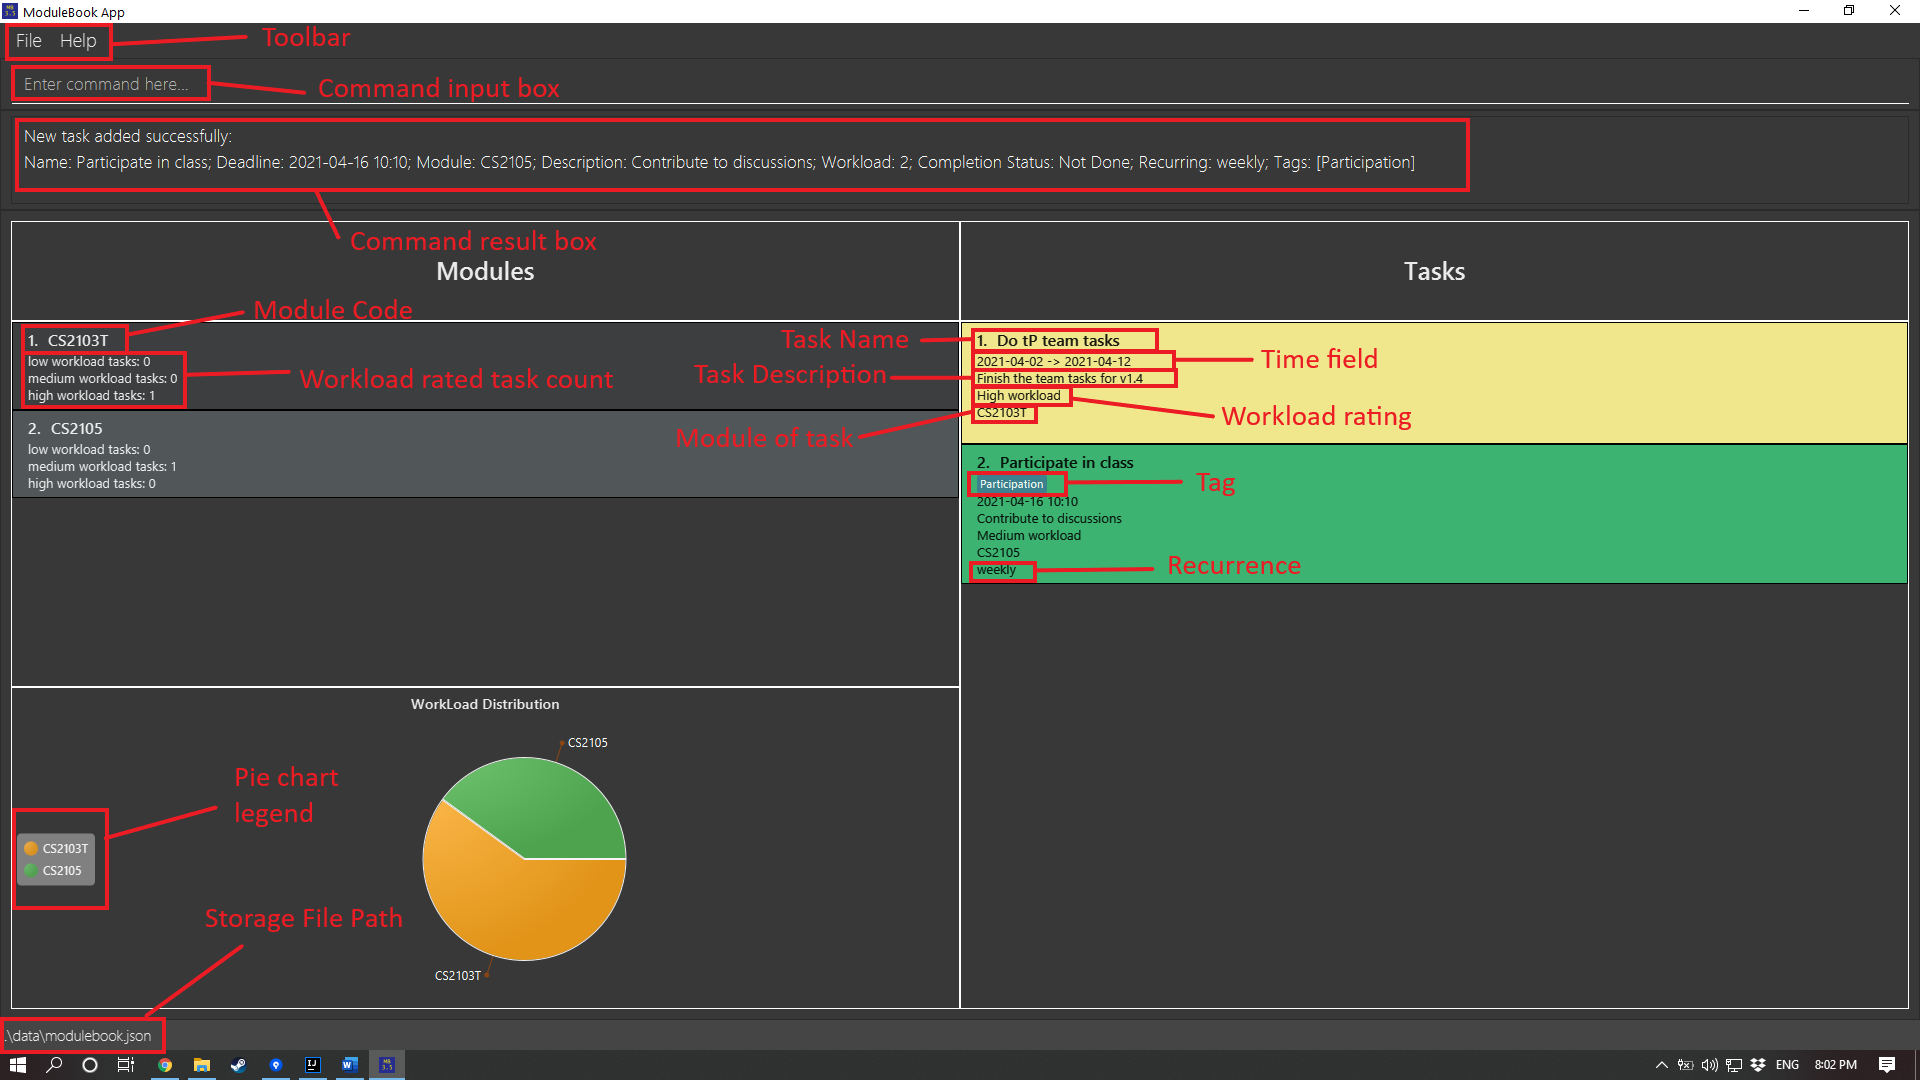 ModuleBook App
File Help
Toolbar
Enter command here...
Command input box
New task added successfully:
Name: Participate in class; Deadline: 2021-04-16 10:10; Module: CS2105; Description: Contribute to discussions; Workload: 2; Completion Status: Not Done; Recurring: weekly; Tags: [Participation]
Command result box
Modules
Module Code
1. CS2103T
low workload tasks: 0
medium workload tasks: 0
high workload tasks: 1
Workload rated task count
2. CS2105
low workload tasks: 0
medium workload tasks: 1
high workload tasks: 0
Tasks
Task Name
1. Do tP team tasks
2021-04-02 -> 2021-04-12
Time field
Task Description
Finish the team tasks for v1.4
High workload
Workload rating
CS2103T
Module of task
2. Participate in class
Participation
Tag
2021-04-16 10:10
Contribute to discussions
Medium workload
CS2105
weekly
Recurrence
WorkLoad Distribution
CS2105
CS2103T
Pie chart
legend
CS2103T
CS2105
Storage File Path
.\data\modulebook.json
IJ
W
MB
3.5
ENG
8:02 PM